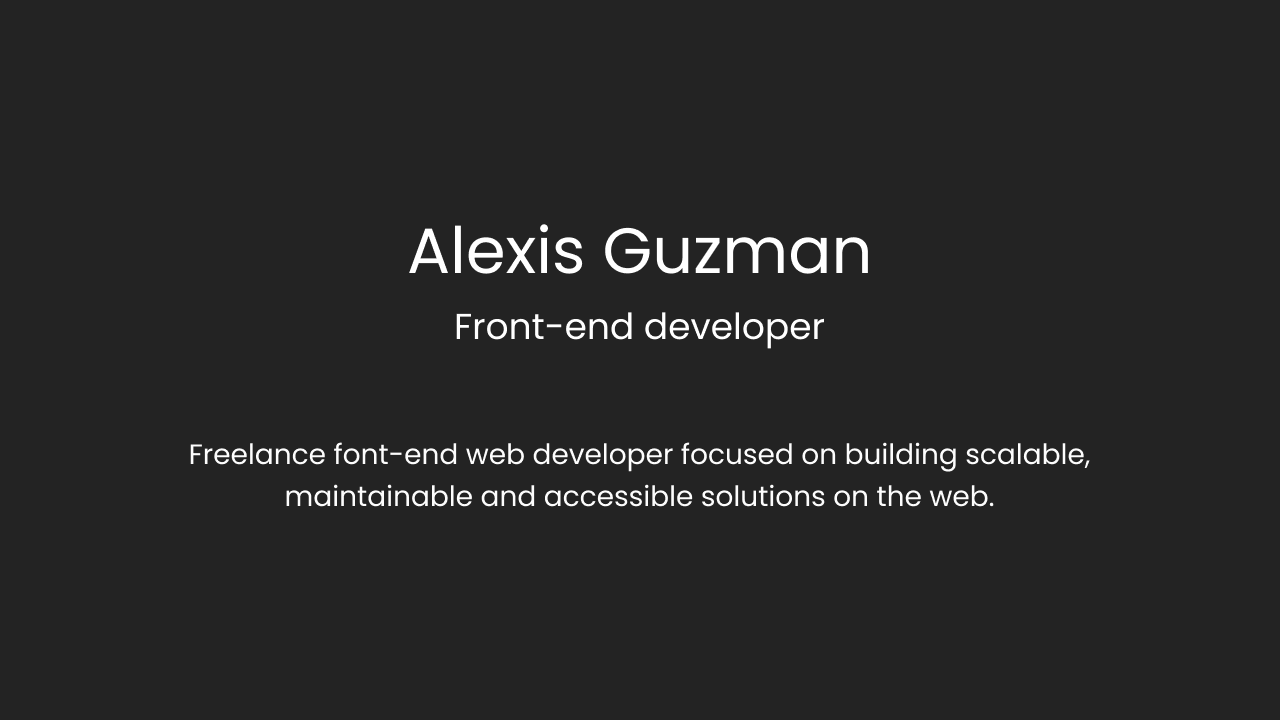 Alexis Guzman
Front-end developer
Freelance font-end web developer focused on building scalable,
maintainable and accessible solutions on the web.